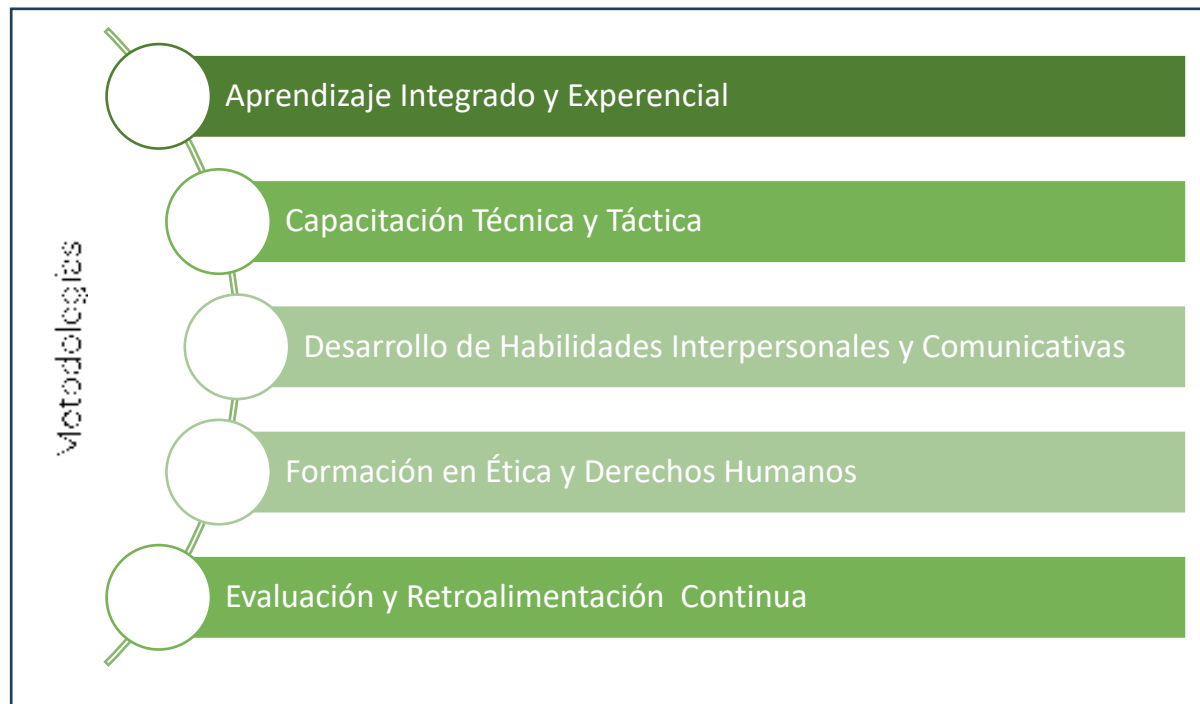 Metodologías
Aprendizaje Integrado y Experencial
Capacitación Técnica y Táctica
Desarrollo de Habilidades Interpersonales y Comunicativas
Formación en Ética y Derechos Humanos
Evaluación y Retroalimentación  Continua